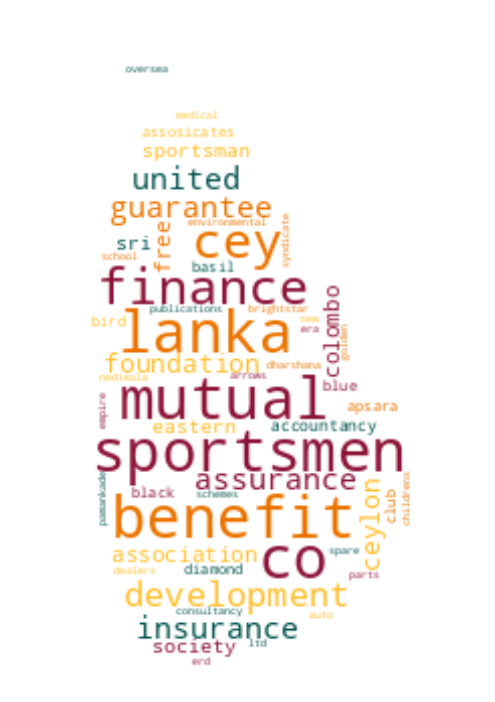 oversea
medical
assosicates
sportsman
united
guarantee
environmental
syndicate
free
sri
cey
school
basil
finance
publications
brightstar
colombo
bird
lanka
new
era
golden
foundation
dharshana
nedimala
arrows
blue
mutual
empire
apsara
eastern
accountancy
sportsmen
assurance
pamankade
black
schemes
ceylon
club
childrens
benefit
association
co
spare
dealers
diamond
parts
development
consultancy
auto
insurance
society
ltd
erd